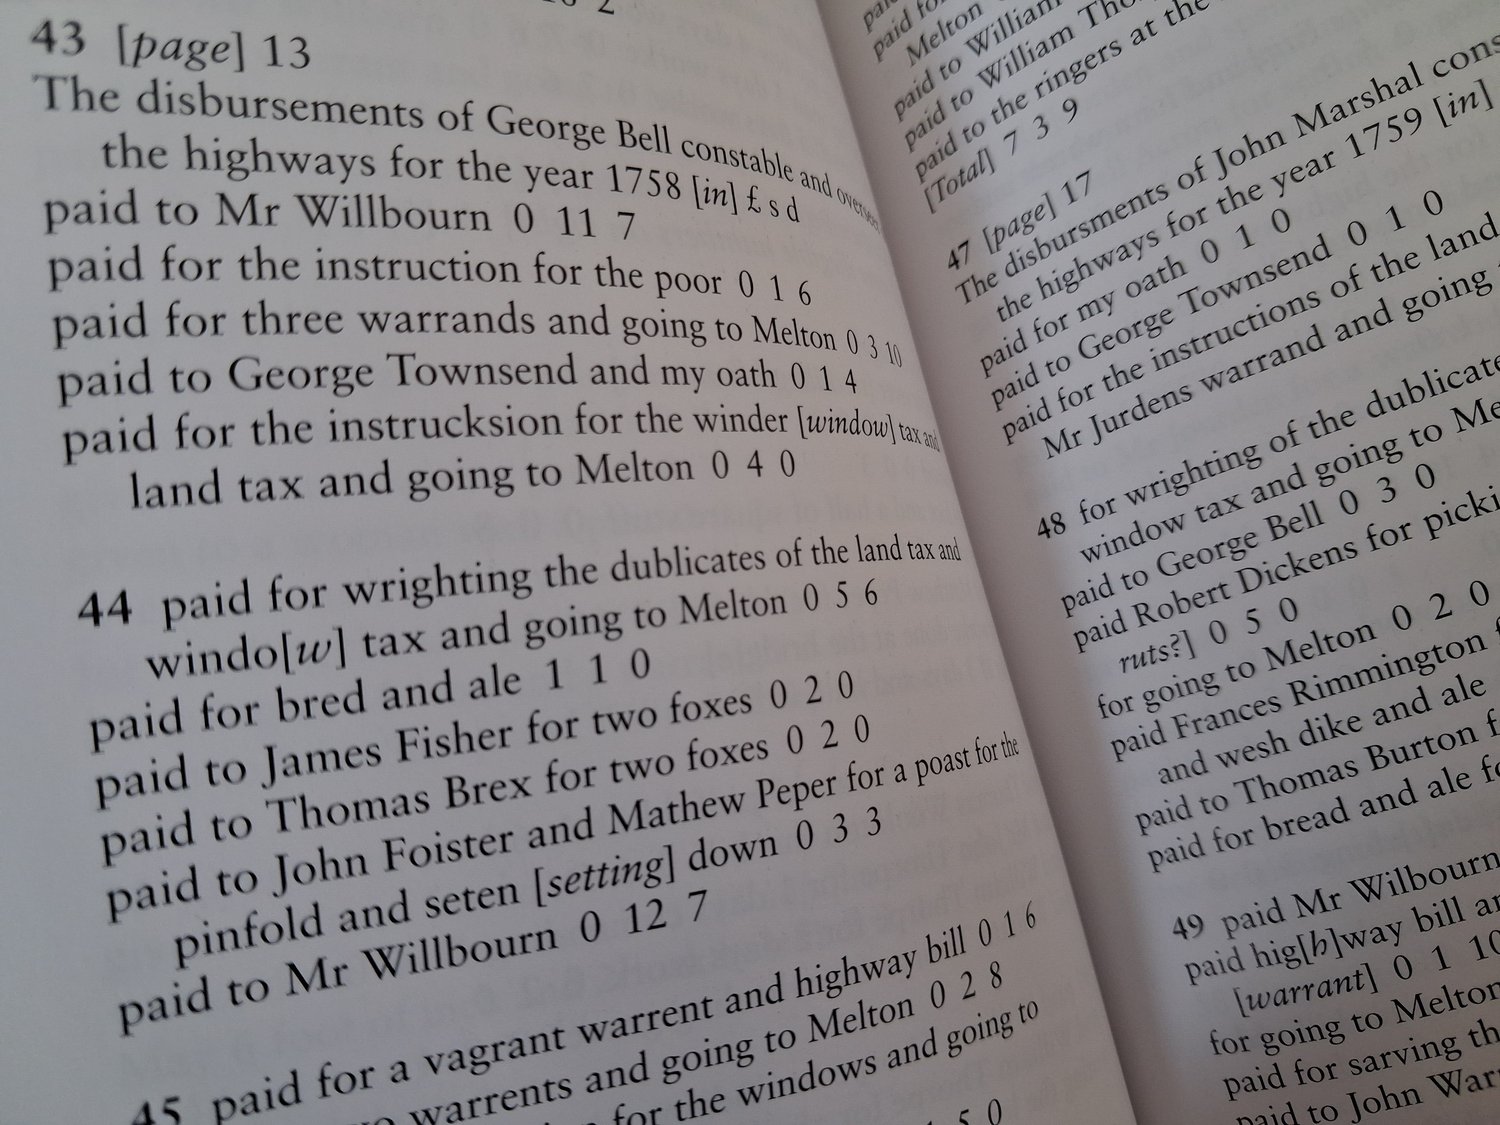 43 [page] 13
The disbursements of George Bell constable and
the highways for the year 1758 [in] £ s d
paid to Mr Willbourn 0 11 7
paid for the instruction for the poor 0 1 6
paid for three warrands and going to Melton 0 3 10
paid to George Townsend and my oath 0 1 4
paid for the instrucksion for the winder [window] tax and
land tax and going to Melton 0 4 0
44 paid for wrighting the dublicates of the land tax and
windo[w] tax and going to Melton 0 5 6
paid for bred and ale 1 1 0
paid to James Fisher for two foxes 0 2 0
paid to Thomas Brex for two foxes 0 2 0
paid to John Foister and Mathew Peper for a poast for the
pinfold and seten [setting] down 0 3 3
paid to Mr Willbourn 0 12 7
45 paid for a vagrant warrent and highway bill 0 1 6
warrents and going to Melton 0 2 8
for the windows and going to
5 0
paid for
Melton
paid to William
paid to William
paid to the ringers at the
[Total] 7 3 9
47 [page] 17
The disbursments of John Marshal
the highways for the year 1759 [in]
paid for my oath 0 1 0
paid to George Townsend 0 1 0
paid for the instructions of the land
Mr Jurdens warrand and going
48 for wrighting of the dublicate
window tax and going to
paid to George Bell 0 3 0
paid Robert Dickens for
ruts?] 0 5 0
for going to Melton 0 2 0
paid Frances Rimmington
and wesh dike and ale
paid to Thomas Burton
paid for bread and ale
49 paid Mr Wilbourn
paid hig[h]way bill
[warrant] 0 1 10
for going to Melton
paid for sarving
paid to John